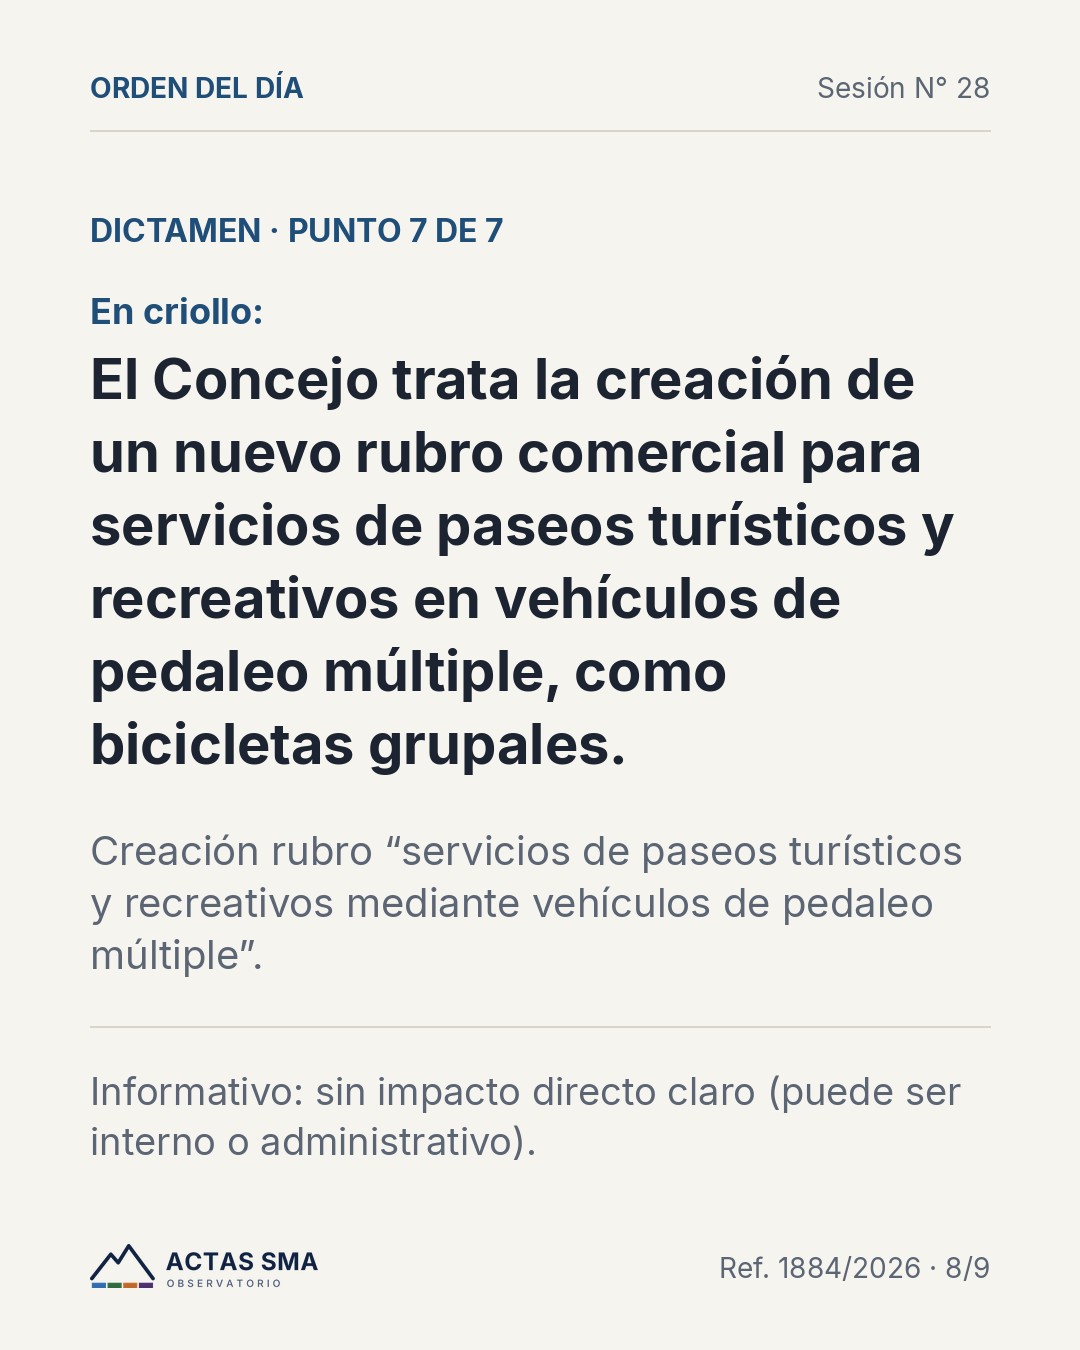 ORDEN DEL DÍA
Sesión N° 28
DICTAMEN · PUNTO 7 DE 7
En criollo:
El Concejo trata la creación de
un nuevo rubro comercial para
servicios de paseos turísticos y
recreativos en vehículos de
pedaleo múltiple, como
bicicletas grupales.
Creación rubro “servicios de paseos turísticos
y recreativos mediante vehículos de pedaleo
múltiple”.
Informativo: sin impacto directo claro (puede ser
interno o administrativo).
ACTAS SMA
OBSERVATORIO
Ref. 1884/2026 · 8/9